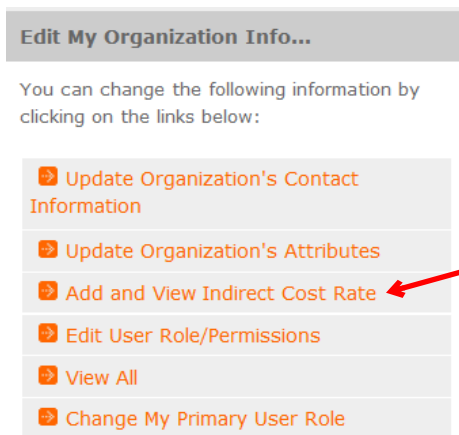 Edit My Organization Info...
You can change the following information by
clicking on the links below:
Update Organization's Contact
Information
Update Organization's Attributes
Add and View Indirect Cost Rate
Edit User Role/Permissions
View All
Change My Primary User Role